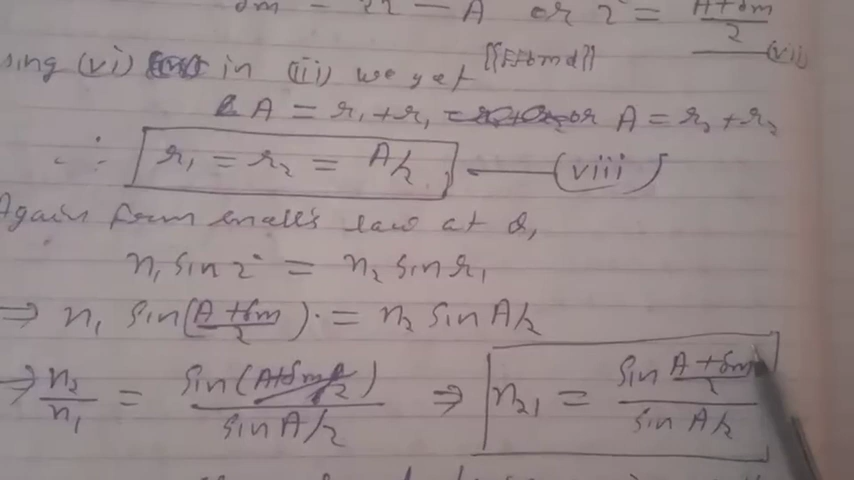 δm = 2i - A or i = A+δm/2 (vii)
sing (vi) in (ii) we get
A = r₁ + r₁ or A = r₂ + r₂
∴ r₁ = r₂ = A/2 (viii)
Again from snell's law at Q,
n₁ sin i = n₂ sin r₁
⇒ n₁ sin(A+δm/2) = n₂ sin A/2
⇒ n₂/n₁ = sin(A+δm/2)/sin A/2 ⇒ n₂₁ = sin A+δm/2/sin A/2